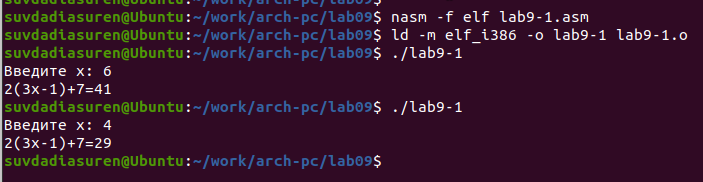 suvdadiasuren@Ubuntu:~/work/arch-pc/lab09$ nasm -f elf lab9-1.asm
suvdadiasuren@Ubuntu:~/work/arch-pc/lab09$ ld -m elf_i386 -o lab9-1 lab9-1.o
suvdadiasuren@Ubuntu:~/work/arch-pc/lab09$ ./lab9-1
Введите x: 6
2(3x-1)+7=41
suvdadiasuren@Ubuntu:~/work/arch-pc/lab09$ ./lab9-1
Введите x: 4
2(3x-1)+7=29
suvdadiasuren@Ubuntu:~/work/arch-pc/lab09$